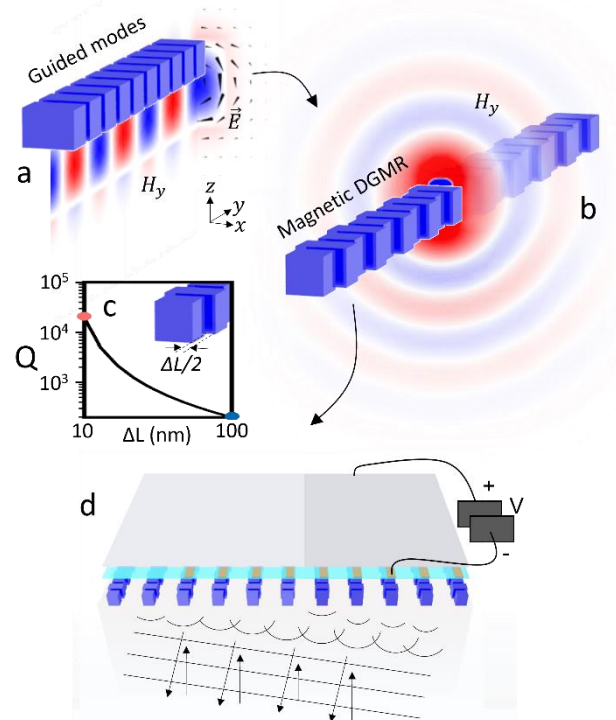 Guided modes
E
a
H_y
z
y
x
H_y
Magnetic DGMR
b
10^5
c
10^4
Q
ΔL/2
10^3
10
ΔL (nm)
100
d
+
V
-